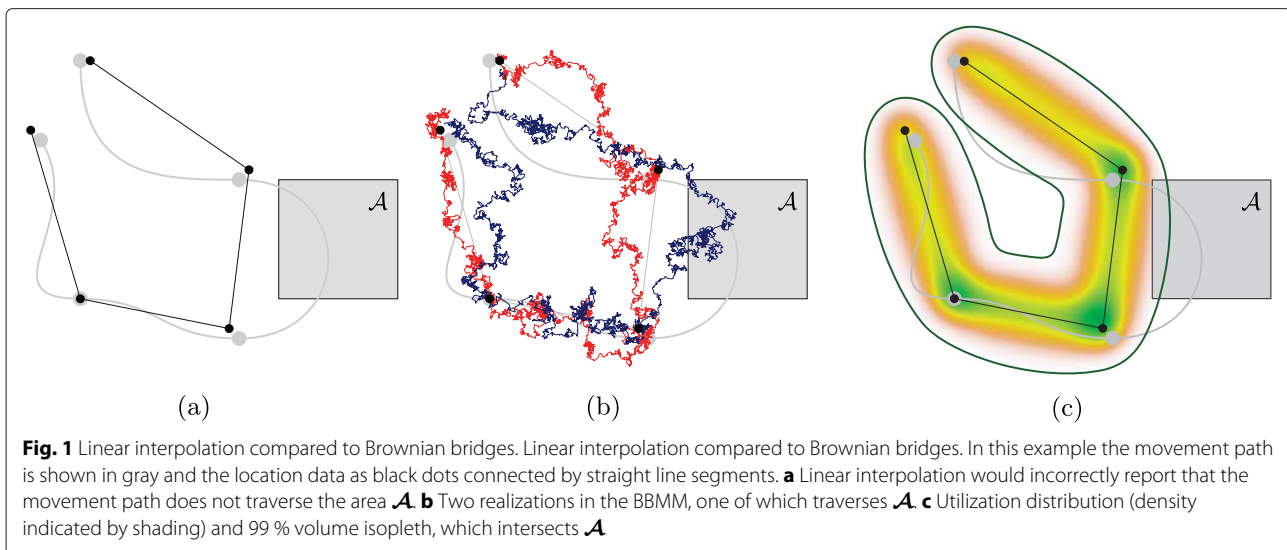 𝒜
𝒜
𝒜
(a)
(b)
(c)
Fig. 1 Linear interpolation compared to Brownian bridges. Linear interpolation compared to Brownian bridges. In this example the movement path
is shown in gray and the location data as black dots connected by straight line segments. a Linear interpolation would incorrectly report that the
movement path does not traverse the area 𝒜. b Two realizations in the BBMM, one of which traverses 𝒜. c Utilization distribution (density
indicated by shading) and 99 % volume isopleth, which intersects 𝒜